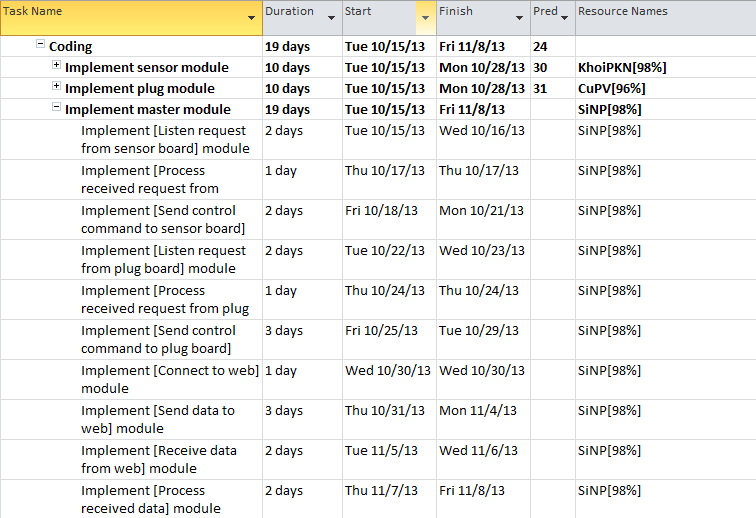 Task Name Duration Start Finish Pred Resource Names
Coding 19 days Tue 10/15/13 Fri 11/8/13 24
Implement sensor module 10 days Tue 10/15/13 Mon 10/28/13 30 KhoiPKN[98%]
Implement plug module 10 days Tue 10/15/13 Mon 10/28/13 31 CuPV[96%]
Implement master module 19 days Tue 10/15/13 Fri 11/8/13 SiNP[98%]
Implement [Listen request 2 days Tue 10/15/13 Wed 10/16/13 SiNP[98%]
from sensor board] module
Implement [Process 1 day Thu 10/17/13 Thu 10/17/13 SiNP[98%]
received request from
Implement [Send control 2 days Fri 10/18/13 Mon 10/21/13 SiNP[98%]
command to sensor board]
Implement [Listen request 2 days Tue 10/22/13 Wed 10/23/13 SiNP[98%]
from plug board] module
Implement [Process 1 day Thu 10/24/13 Thu 10/24/13 SiNP[98%]
received request from plug
Implement [Send control 3 days Fri 10/25/13 Tue 10/29/13 SiNP[98%]
command to plug board]
Implement [Connect to web] 1 day Wed 10/30/13 Wed 10/30/13 SiNP[98%]
module
Implement [Send data to 3 days Thu 10/31/13 Mon 11/4/13 SiNP[98%]
web] module
Implement [Receive data 2 days Tue 11/5/13 Wed 11/6/13 SiNP[98%]
from web] module
Implement [Process 2 days Thu 11/7/13 Fri 11/8/13 SiNP[98%]
received data] module